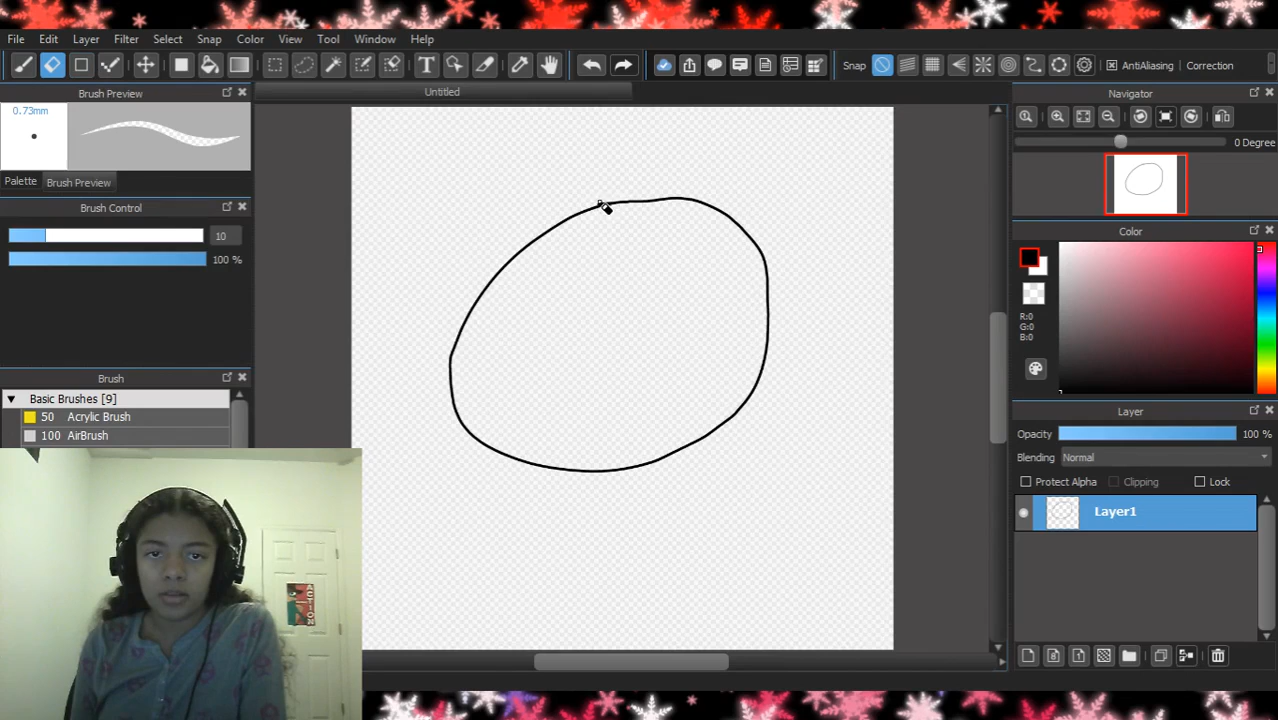 File Edit Layer Filter Select Snap Color View Tool Window Help
Snap AntiAliasing Correction
Brush Preview
Untitled
Navigator
0.73mm
0 Degree
Palette Brush Preview
Brush Control
Color
10
100 %
R:0
G:0
B:0
Brush
Basic Brushes [9]
50 Acrylic Brush
100 AirBrush
Layer
Opacity 100 %
Blending Normal
Protect Alpha Clipping Lock
Layer1
ACTION